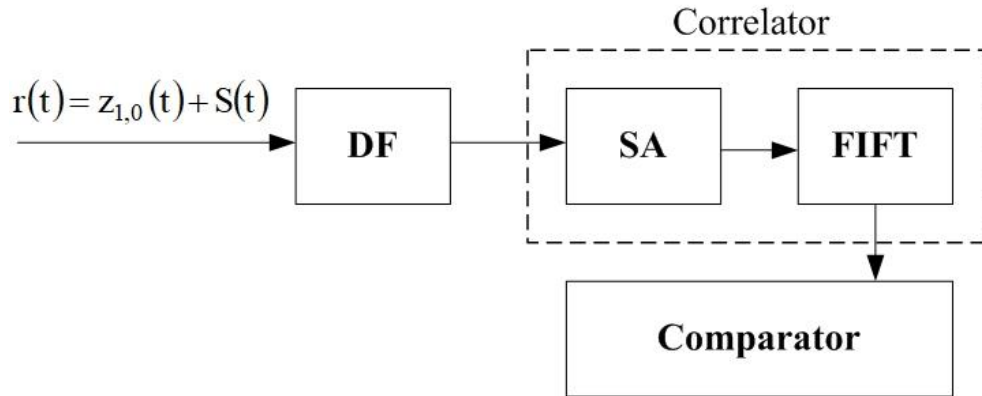 Correlator
r(t)= z₁,₀(t)+ S(t)
DF
SA
FIFT
Comparator